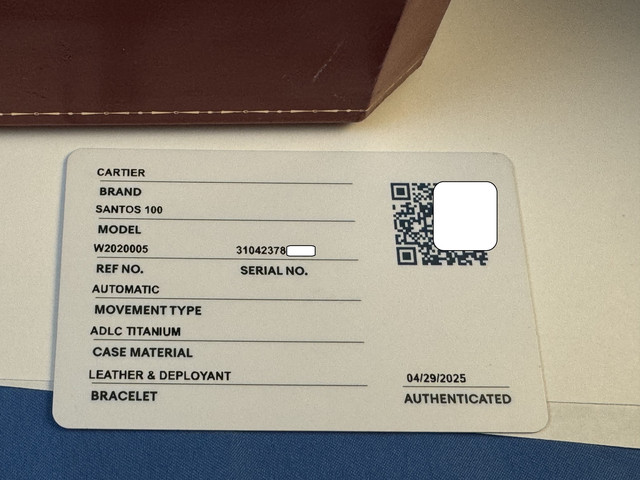 CARTIER
BRAND
SANTOS 100
MODEL
W2020005 31042378
REF NO. SERIAL NO.
AUTOMATIC
MOVEMENT TYPE
ADLC TITANIUM
CASE MATERIAL
LEATHER & DEPLOYANT
BRACELET
04/29/2025
AUTHENTICATED